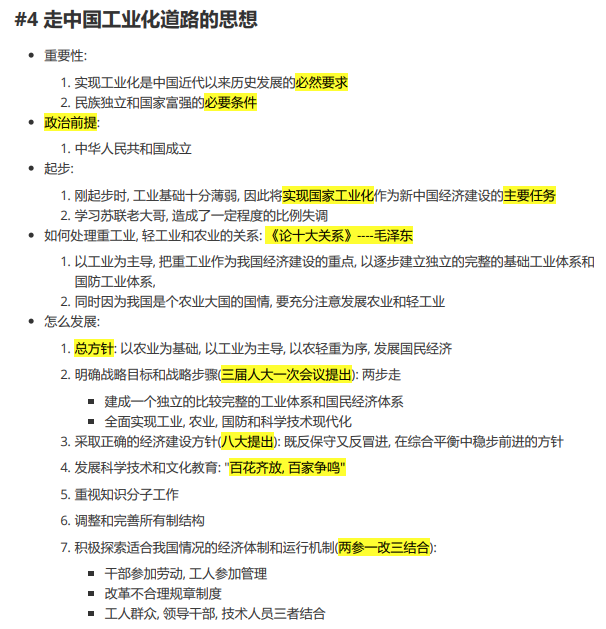 #4 走中国工业化道路的思想
重要性:
1. 实现工业化是中国近代以来历史发展的必然要求
2. 民族独立和国家富强的必要条件
政治前提:
1. 中华人民共和国成立
起步:
1. 刚起步时, 工业基础十分薄弱, 因此将实现国家工业化作为新中国经济建设的主要任务
2. 学习苏联老大哥, 造成了一定程度的比例失调
如何处理重工业, 轻工业和农业的关系: 《论十大关系》----毛泽东
1. 以工业为主导, 把重工业作为我国经济建设的重点, 以逐步建立独立的完整的基础工业体系和
国防工业体系,
2. 同时因为我国是个农业大国的国情, 要充分注意发展农业和轻工业
怎么发展:
1. 总方针: 以农业为基础, 以工业为主导, 以农轻重为序, 发展国民经济
2. 明确战略目标和战略步骤(三届人大一次会议提出): 两步走
建成一个独立的比较完整的工业体系和国民经济体系
全面实现工业, 农业, 国防和科学技术现代化
3. 采取正确的经济建设方针(八大提出): 既反保守又反冒进, 在综合平衡中稳步前进的方针
4. 发展科学技术和文化教育: "百花齐放, 百家争鸣"
5. 重视知识分子工作
6. 调整和完善所有制结构
7. 积极探索适合我国情况的经济体制和运行机制(两参一改三结合):
干部参加劳动, 工人参加管理
改革不合理规章制度
工人群众, 领导干部, 技术人员三者结合